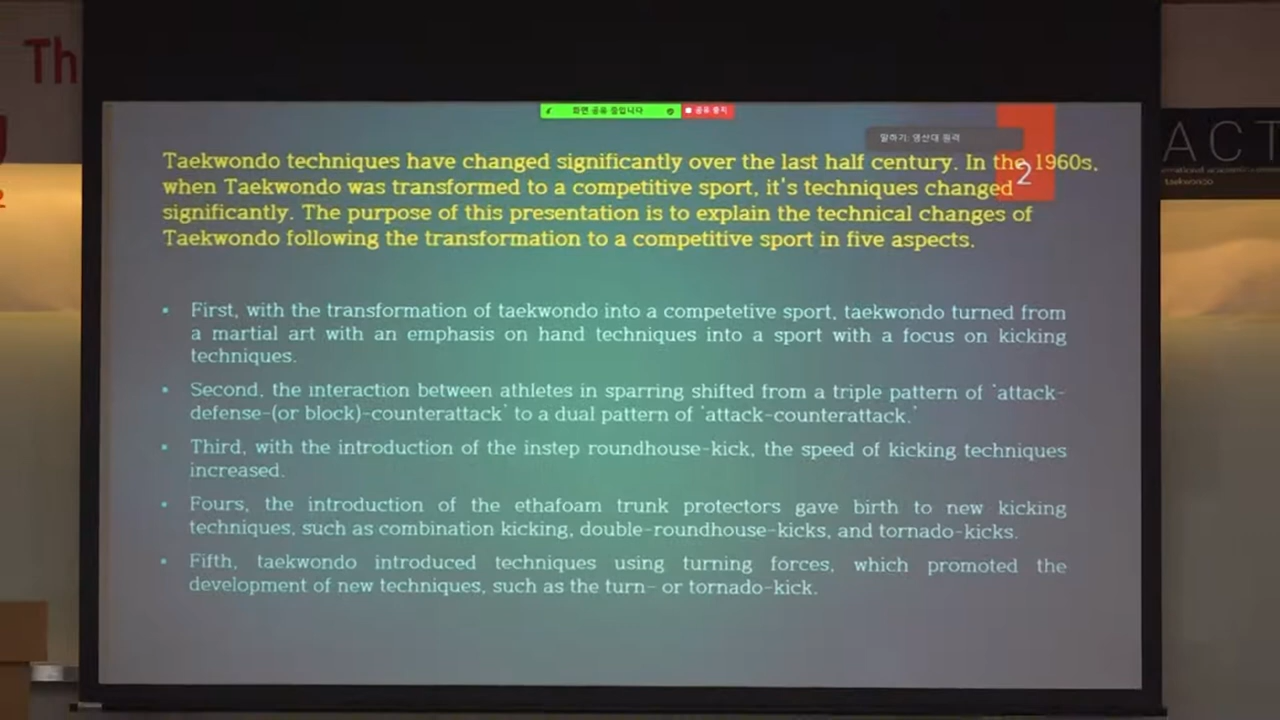 Th
화면 공유 중입니다
공유 중지
말하기: 영산대
ACT
taekwondo
2
Taekwondo techniques have changed significantly over the last half century. In the 1960s,
when Taekwondo was transformed to a competitive sport, it's techniques changed
significantly. The purpose of this presentation is to explain the technical changes of
Taekwondo following the transformation to a competitive sport in five aspects.
• First, with the transformation of taekwondo into a competetive sport, taekwondo turned from
a martial art with an emphasis on hand techniques into a sport with a focus on kicking
techniques.
• Second, the interaction between athletes in sparring shifted from a triple pattern of 'attack-
defense-(or block)-counterattack' to a dual pattern of 'attack-counterattack.'
• Third, with the introduction of the instep roundhouse-kick, the speed of kicking techniques
increased.
• Fours, the introduction of the ethafoam trunk protectors gave birth to new kicking
techniques, such as combination kicking, double-roundhouse-kicks, and tornado-kicks.
• Fifth, taekwondo introduced techniques using turning forces, which promoted the
development of new techniques, such as the turn- or tornado-kick.